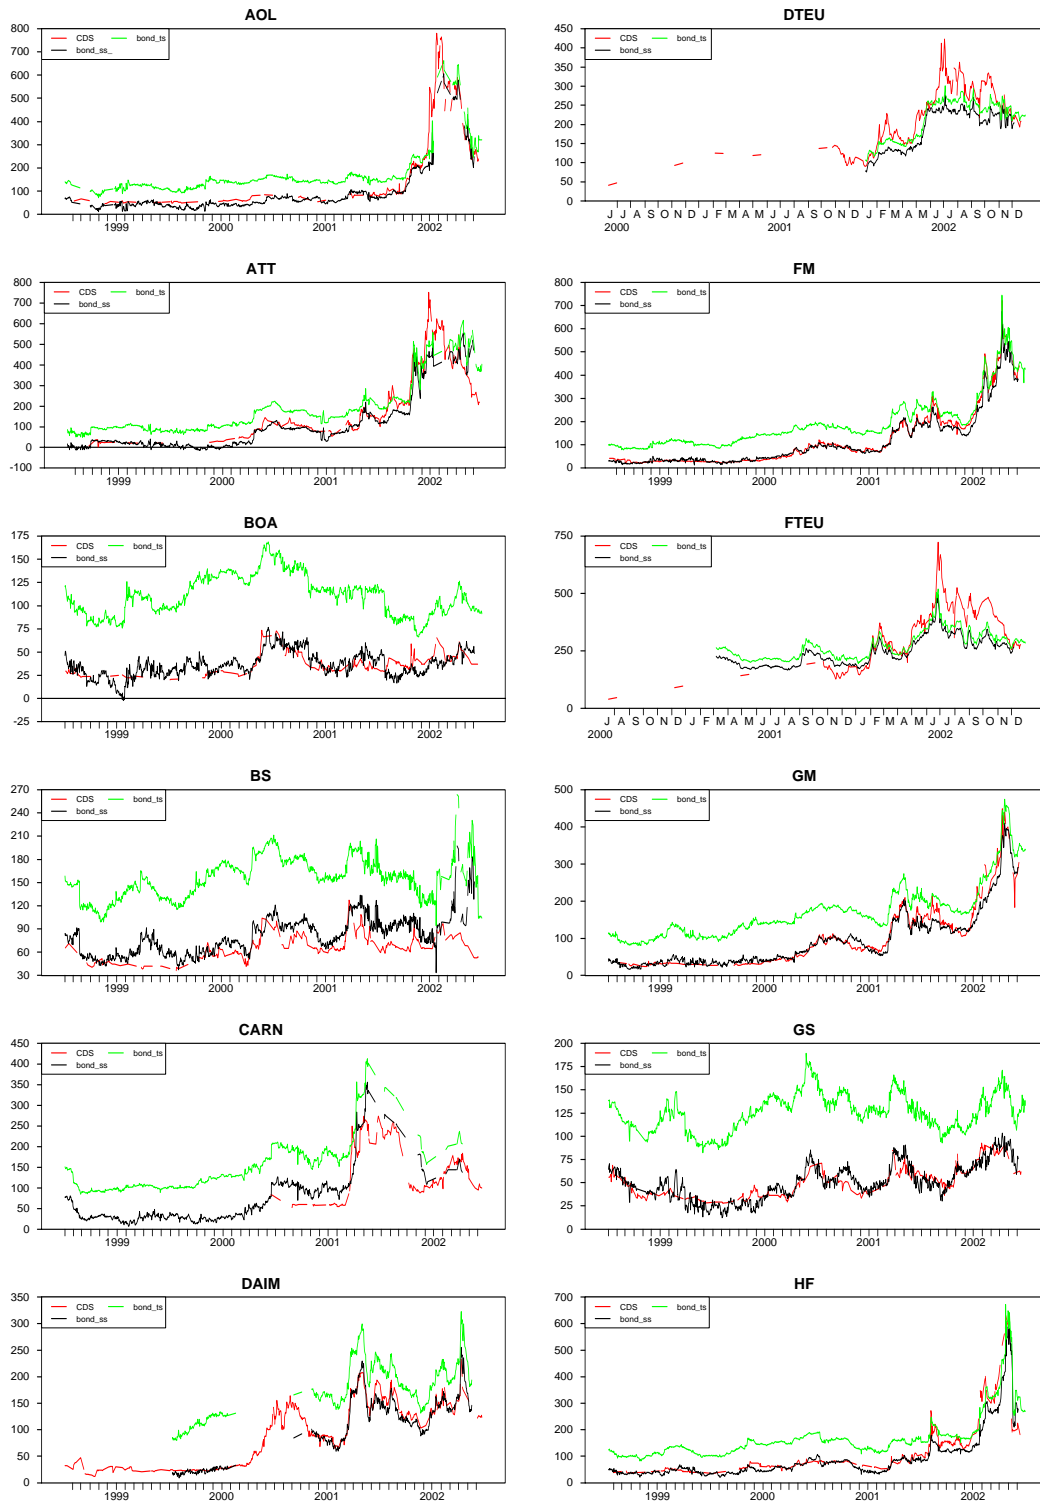 AOL
CDS bond_ts
bond_ss_
800
700
600
500
400
300
200
100
0
1999 2000 2001 2002
DTEU
CDS bond_ts
bond_ss
450
400
350
300
250
200
150
100
50
0
J J A S O N D J F M A M J J A S O N D J F M A M J J A S O N D
2000 2001 2002
ATT
CDS bond_ts
bond_ss
800
700
600
500
400
300
200
100
0
-100
1999 2000 2001 2002
FM
CDS bond_ts
bond_ss
800
700
600
500
400
300
200
100
0
1999 2000 2001 2002
BOA
CDS bond_ts
bond_ss
175
150
125
100
75
50
25
0
-25
1999 2000 2001 2002
FTEU
CDS bond_ts
bond_ss
750
500
250
0
J A S O N D J F M A M J J A S O N D J F M A M J J A S O N D
2000 2001 2002
BS
CDS bond_ts
bond_ss
270
240
210
180
150
120
90
60
30
1999 2000 2001 2002
GM
CDS bond_ts
bond_ss
500
400
300
200
100
0
1999 2000 2001 2002
CARN
CDS bond_ts
bond_ss
450
400
350
300
250
200
150
100
50
0
1999 2000 2001 2002
GS
CDS bond_ts
bond_ss
200
175
150
125
100
75
50
25
0
1999 2000 2001 2002
DAIM
CDS bond_ts
bond_ss
350
300
250
200
150
100
50
0
1999 2000 2001 2002
HF
CDS bond_ts
bond_ss
700
600
500
400
300
200
100
0
1999 2000 2001 2002